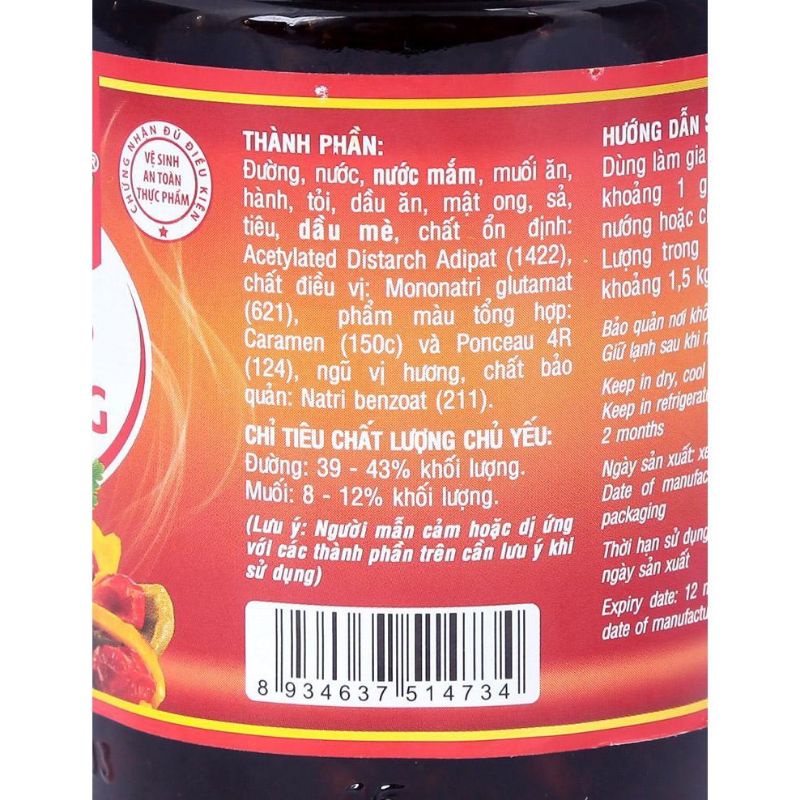 ®
CHỨNG NHẬN ĐỦ ĐIỀU KIỆN
VỆ SINH
AN TOÀN
THỰC PHẨM
G
THÀNH PHẦN:
Đường, nước, nước mắm, muối ăn,
hành, tỏi, dầu ăn, mật ong, sả,
tiêu, dầu mè, chất ổn định:
Acetylated Distarch Adipat (1422),
chất điều vị: Mononatri glutamat
(621), phẩm màu tổng hợp:
Caramen (150c) và Ponceau 4R
(124), ngũ vị hương, chất bảo
quản: Natri benzoat (211).
CHỈ TIÊU CHẤT LƯỢNG CHỦ YẾU:
Đường: 39 - 43% khối lượng.
Muối: 8 - 12% khối lượng.
(Lưu ý: Người mẫn cảm hoặc dị ứng
với các thành phần trên cần lưu ý khi
sử dụng)
8 934637 514734
HƯỚNG DẪN S
Dùng làm gia
khoảng 1 g
nướng hoặc c
Lượng trong
khoảng 1,5 kg
Bảo quản nơi khô
Giữ lạnh sau khi m
Keep in dry, cool
Keep in refrigerate
2 months
Ngày sản xuất: xe
Date of manufac
packaging
Thời hạn sử dụng
ngày sản xuất
Expiry date: 12 m
date of manufactu